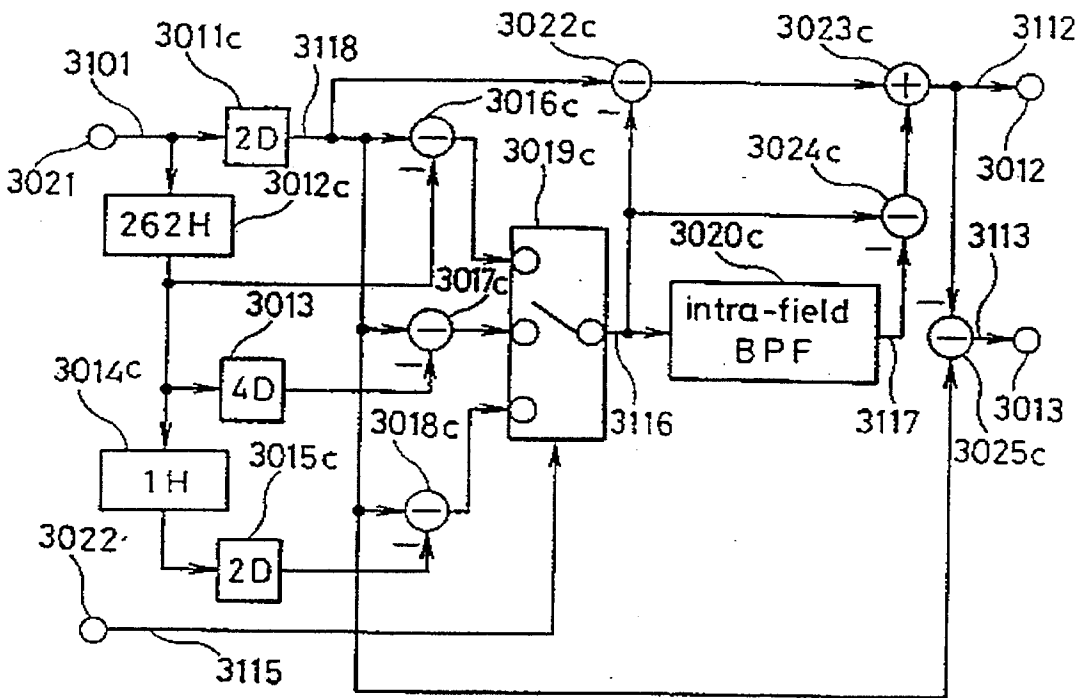 3101
3011c
3118
3022c
3023c
3112
2D
3016c
3021
3012c
3019c
3024c
3012
262H
3020c
3113
3013
3017c
intra-field
BPF
3014c
4D
3018c
3116
3117
3013
3025c
1H
3015c
3022
2D
3115